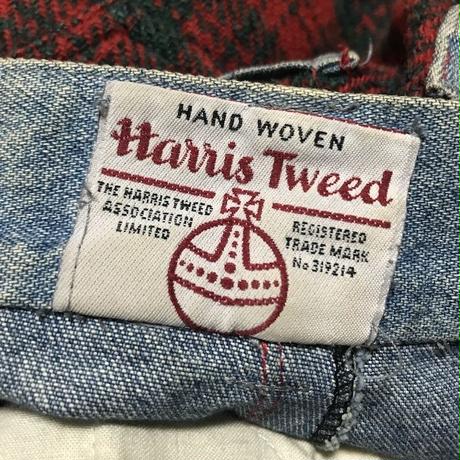 HAND WOVEN
Harris Tweed
THE HARRIS TWEED
ASSOCIATION
LIMITED
REGISTERED
TRADE MARK
No 319214